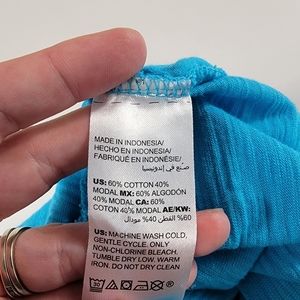 MADE IN INDONESIA/
HECHO EN INDONESIA/
FABRIQUÉ EN INDONÉSIE/
صنع في إندونيسيا
US: 60% COTTON 40%
MODAL MX: 60% ALGODÓN
40% MODAL CA: 60%
COTON 40% MODAL AE/KW:
60% القطن 40% مودال
US: MACHINE WASH COLD,
GENTLE CYCLE. ONLY
NON-CHLORINE BLEACH.
TUMBLE DRY LOW. WARM
IRON. DO NOT DRY CLEAN